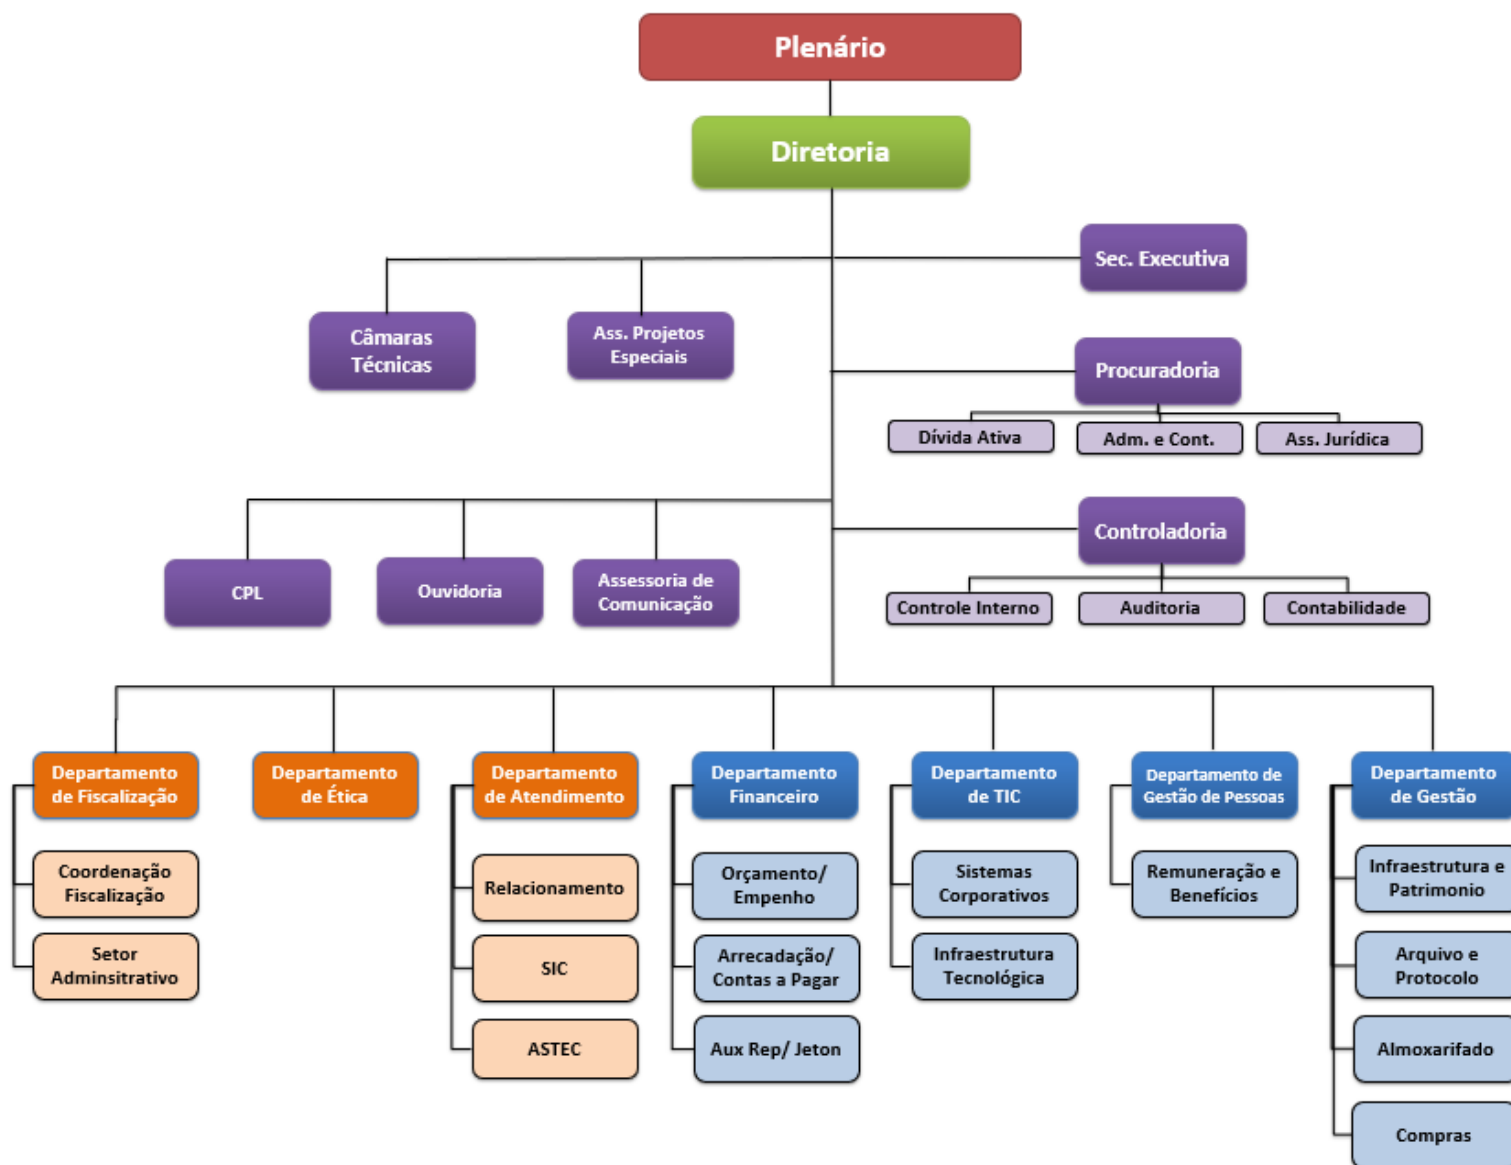 Plenário
Diretoria
Sec. Executiva
Câmaras
Técnicas
Ass. Projetos
Especiais
Procuradoria
Dívida Ativa
Adm. e Cont.
Ass. Jurídica
CPL
Ouvidoria
Assessoria de
Comunicação
Controladoria
Controle Interno
Auditoria
Contabilidade
Departamento
de Fiscalização
Coordenação
Fiscalização
Setor
Adminsitrativo
Departamento
de Ética
Departamento
de Atendimento
Relacionamento
SIC
ASTEC
Departamento
Financeiro
Orçamento/
Empenho
Arrecadação/
Contas a Pagar
Aux Rep/ Jeton
Departamento
de TIC
Sistemas
Corporativos
Infraestrutura
Tecnológica
Departamento de
Gestão de Pessoas
Remuneração e
Benefícios
Departamento
de Gestão
Infraestrutura e
Patrimonio
Arquivo e
Protocolo
Almoxarifado
Compras